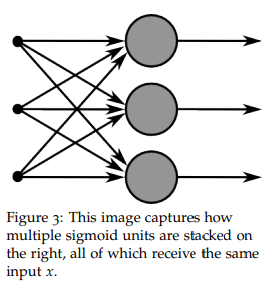 Figure 3: This image captures how
multiple sigmoid units are stacked on
the right, all of which receive the same
input x.